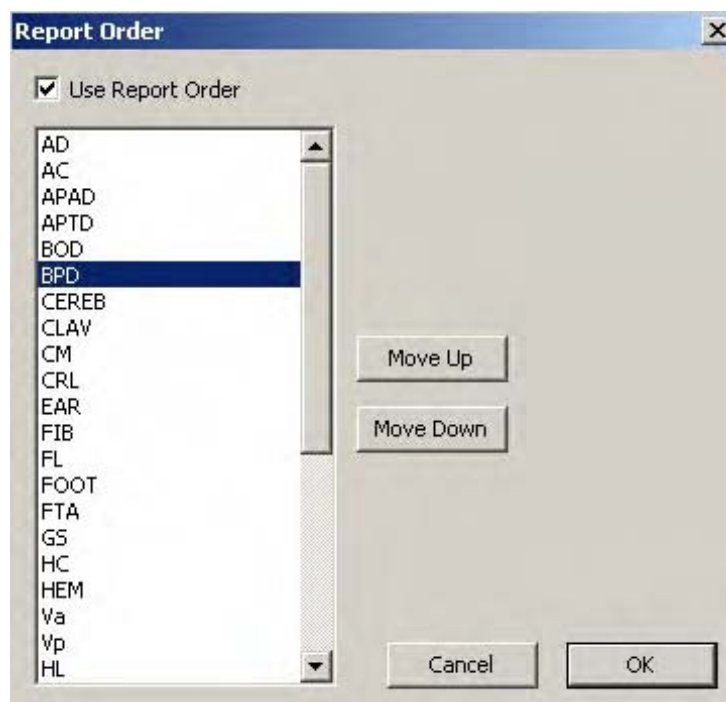 Report Order
Use Report Order
AD
AC
APAD
APTD
BOD
BPD
CEREB
CLAV
CM
CRL
EAR
FIB
FL
FOOT
FTA
GS
HC
HEM
Va
Vp
HL
Move Up
Move Down
Cancel
OK